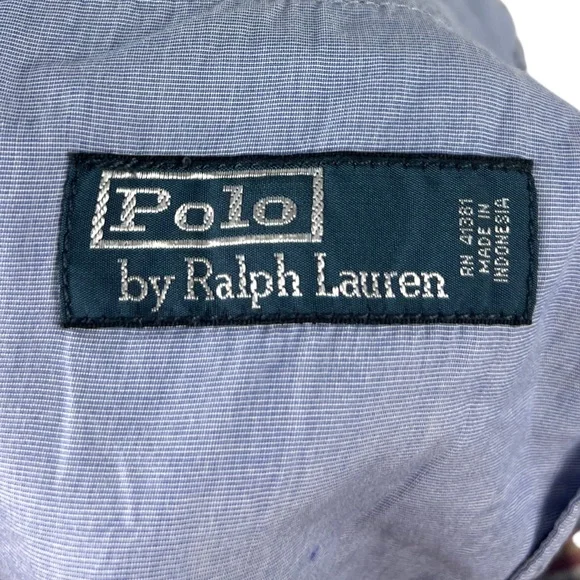 Polo
by Ralph Lauren
RN 41381
MADE IN
INDONESIA